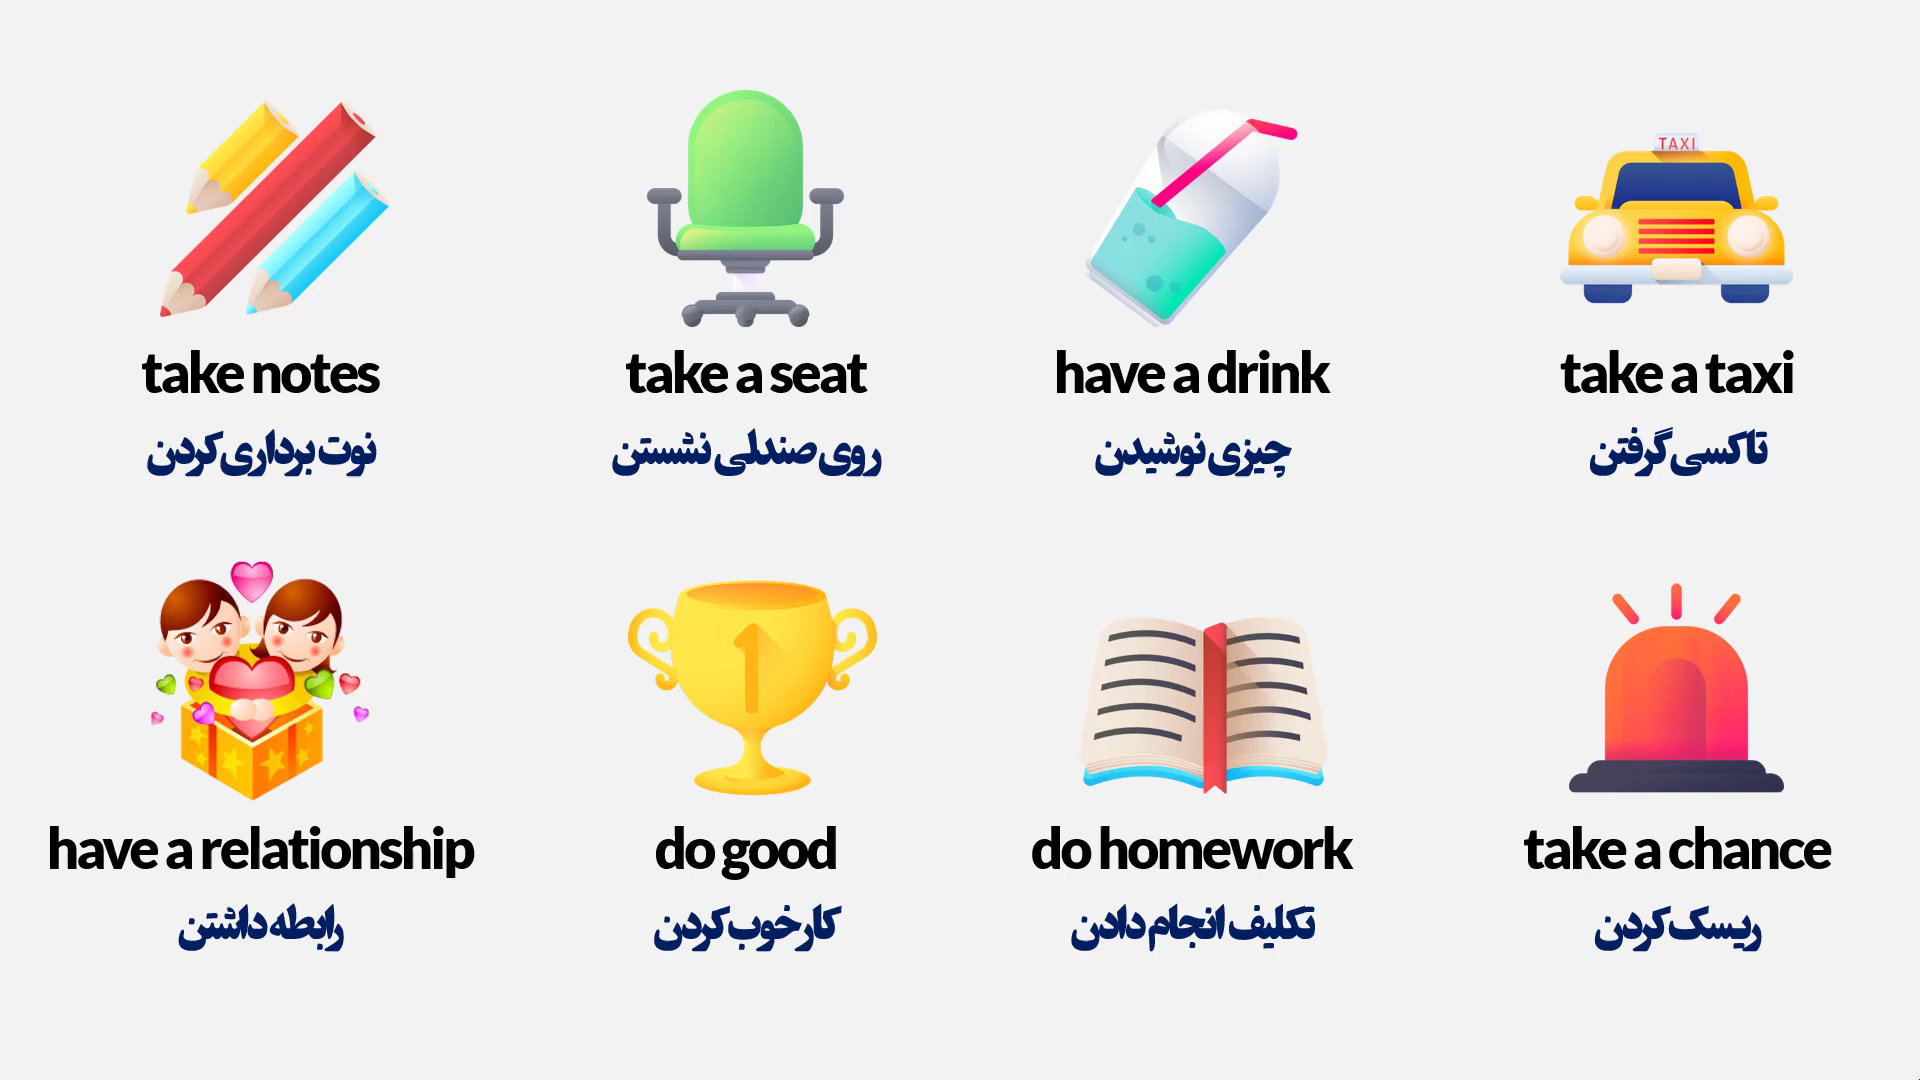 TAXI
take notes
نوت برداری کردن
take a seat
روی صندلی نشستن
have a drink
چیزی نوشیدن
take a taxi
تاکسی گرفتن
have a relationship
رابطه داشتن
do good
کار خوب کردن
do homework
تکلیف انجام دادن
take a chance
ریسک کردن